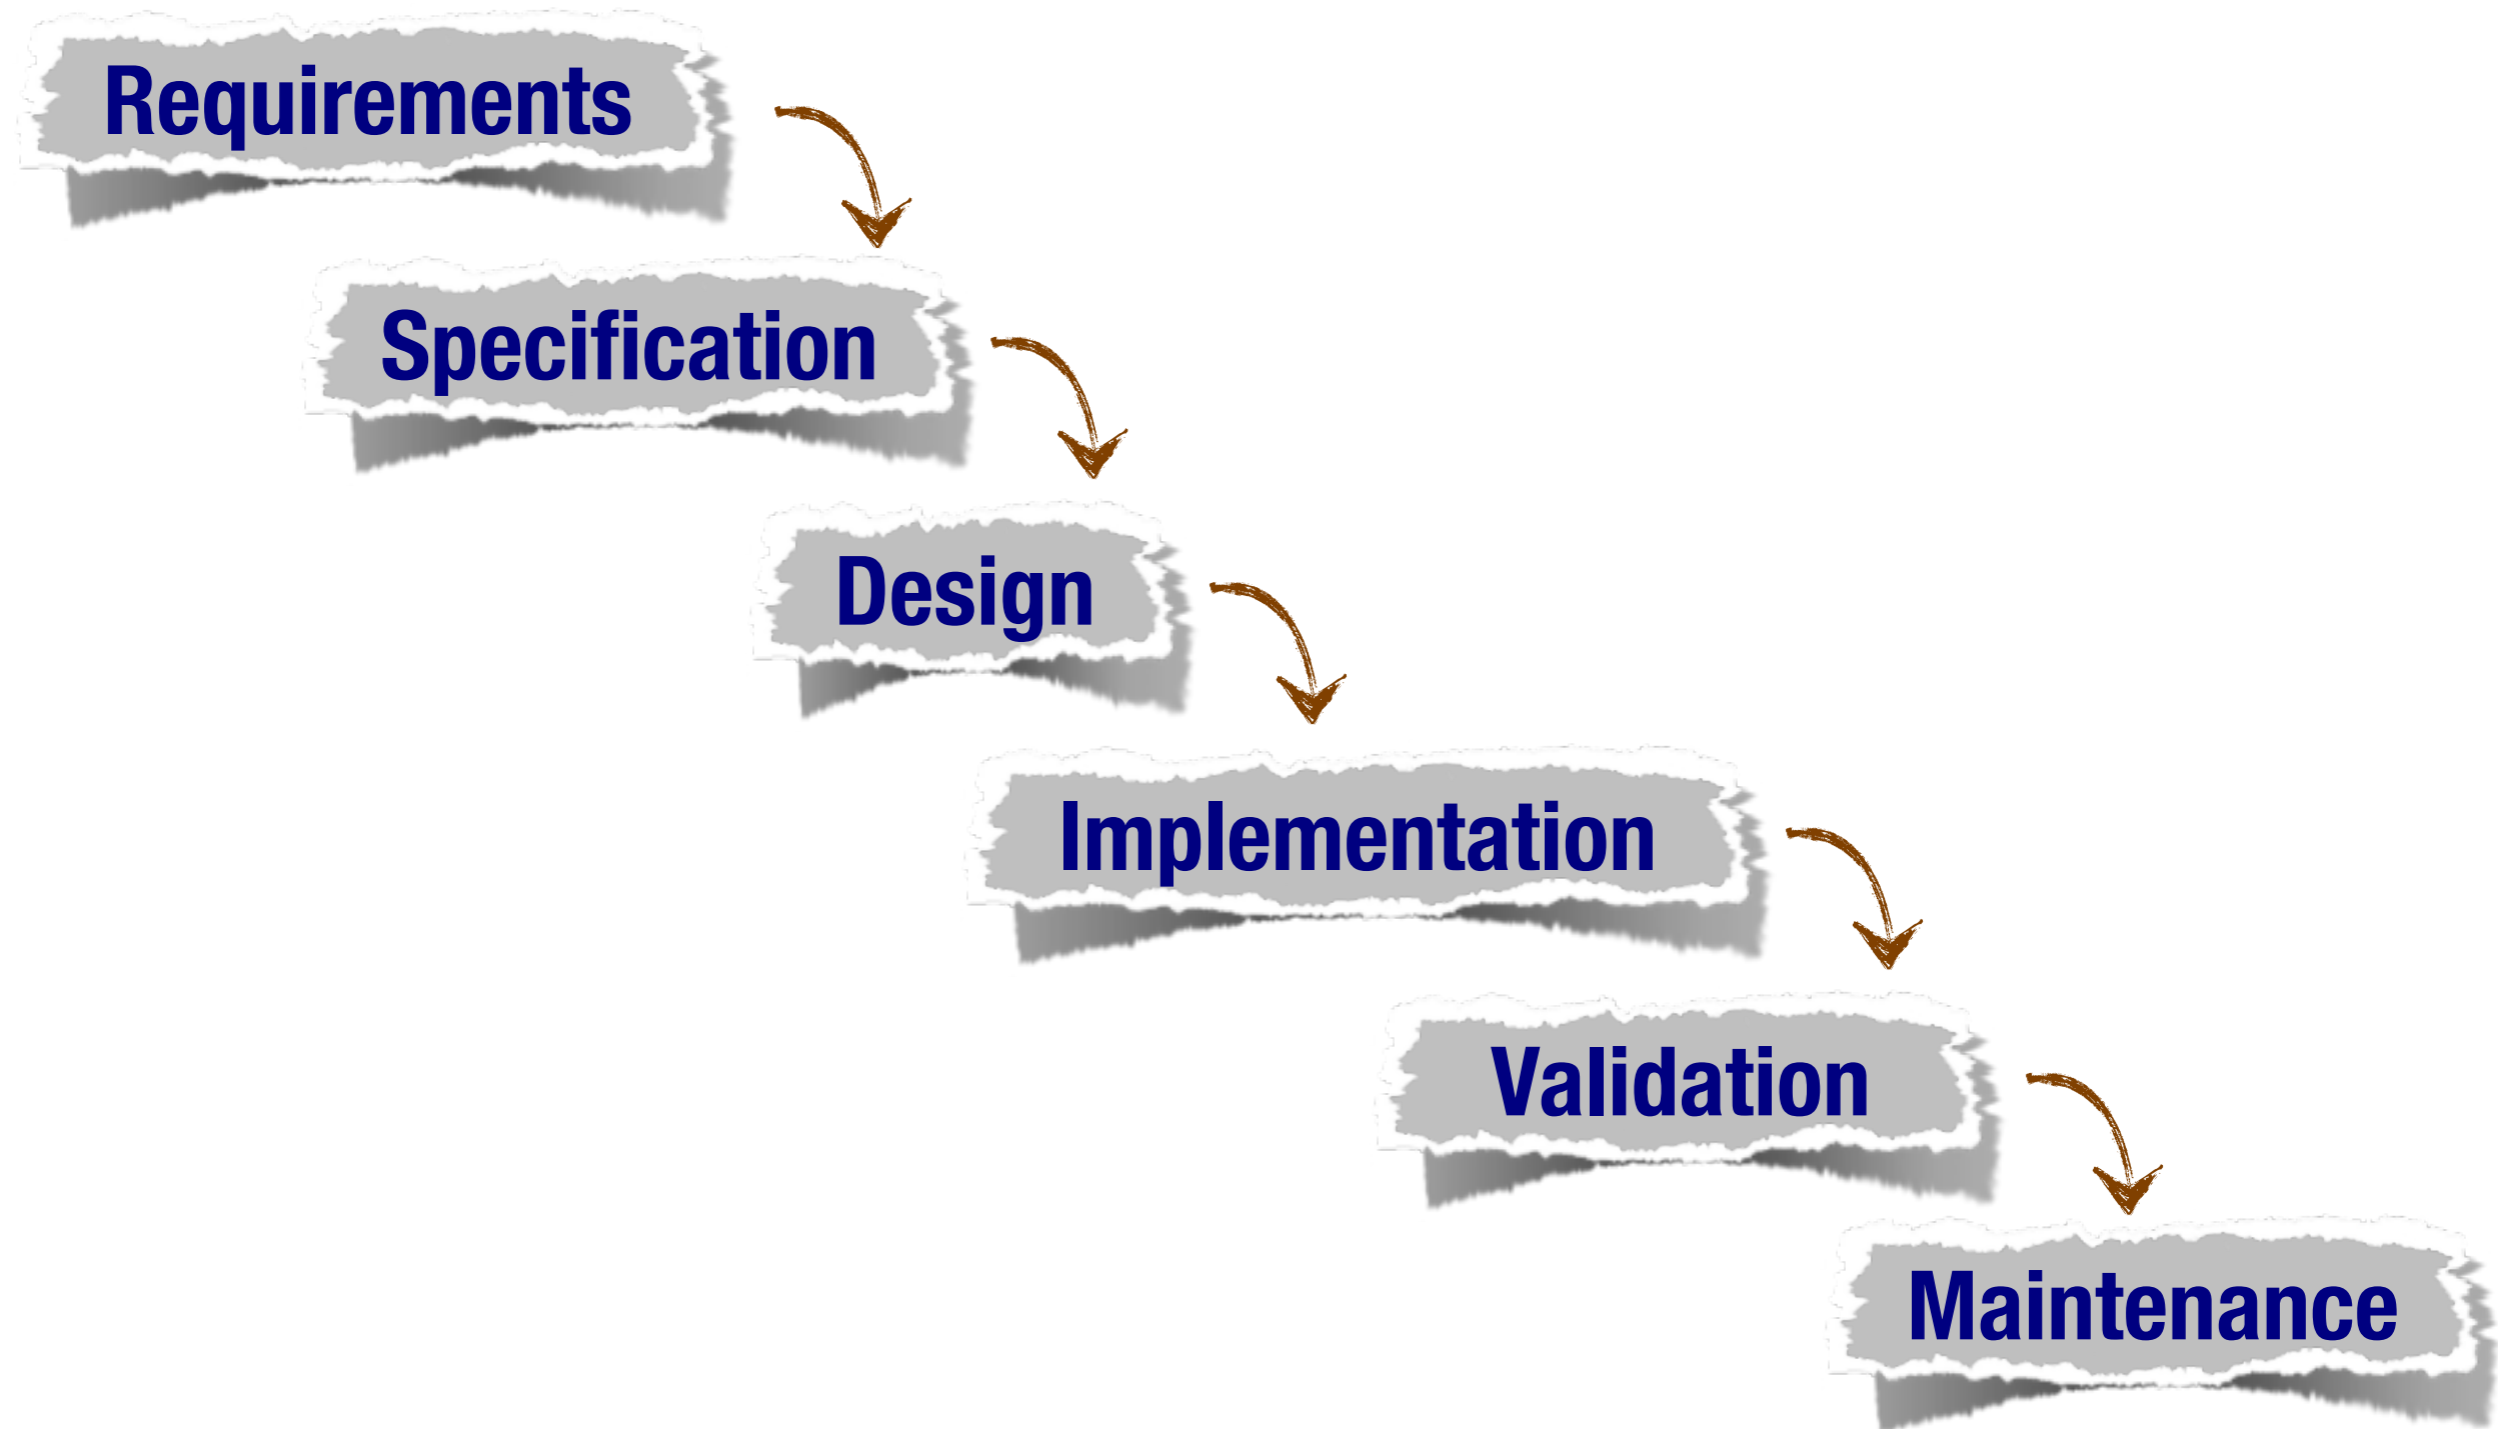 Requirements
Specification
Design
Implementation
Validation
Maintenance